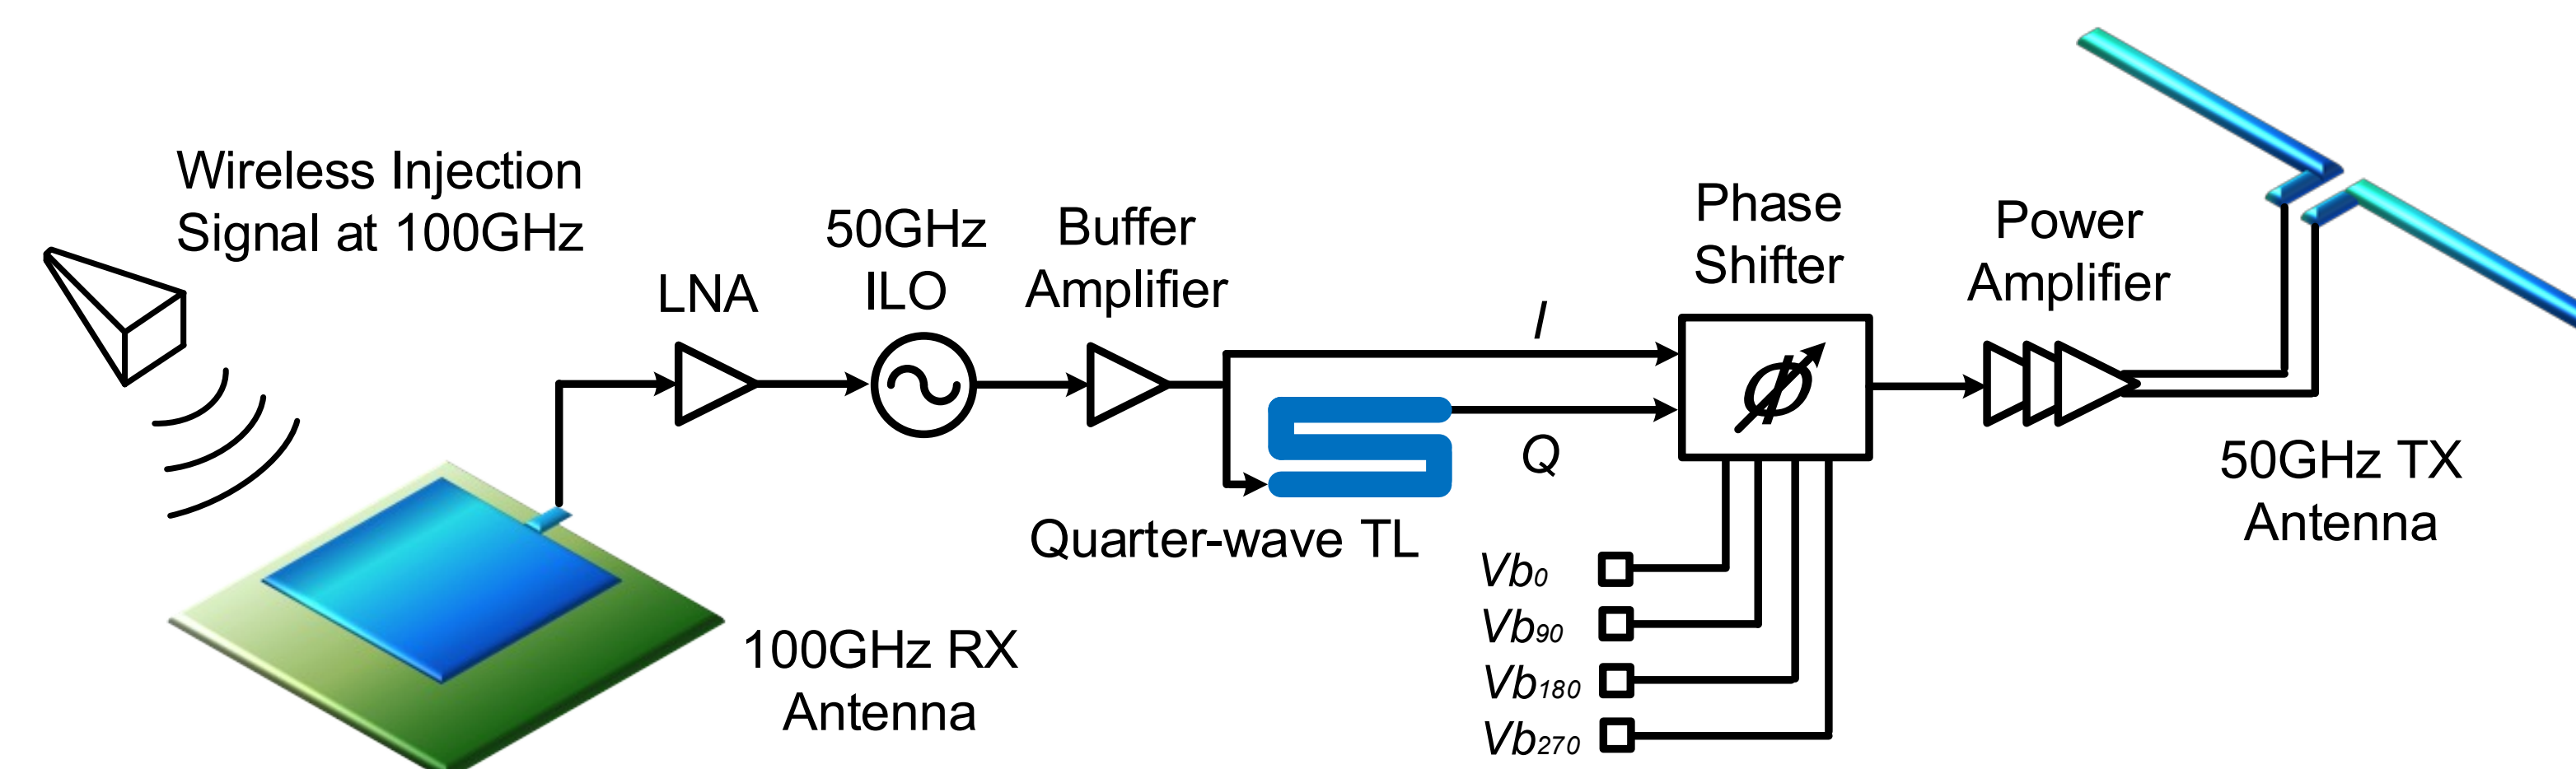 Wireless Injection
Signal at 100GHz
LNA
50GHz
ILO
Buffer
Amplifier
I
Q
Quarter-wave TL
Phase
Shifter
ϕ
Power
Amplifier
50GHz TX
Antenna
100GHz RX
Antenna
Vb0
Vb90
Vb180
Vb270